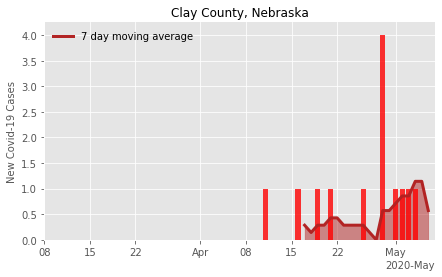 Clay County, Nebraska
7 day moving average
New Covid-19 Cases
4.0
3.5
3.0
2.5
2.0
1.5
1.0
0.5
0.0
08 15 22 Apr 08 15 22 May
2020-May